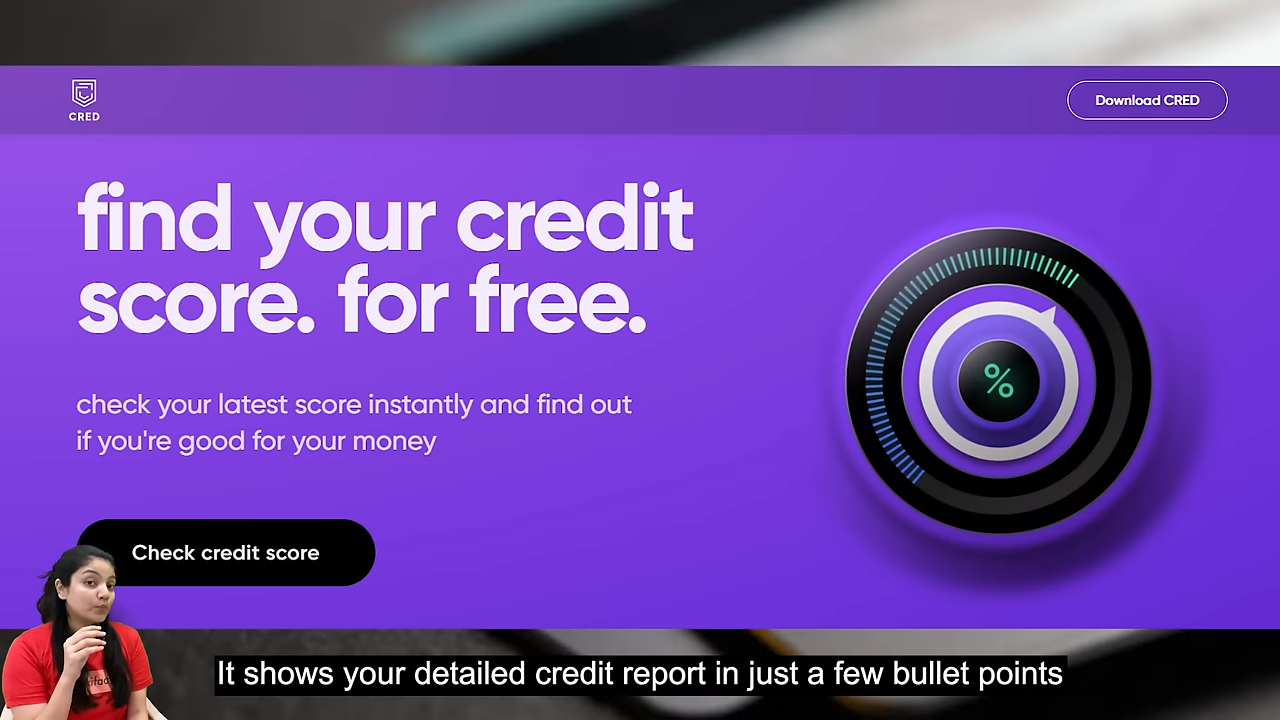 CRED
Download CRED
find your credit
score. for free.
check your latest score instantly and find out
if you're good for your money
%
Check credit score
It shows your detailed credit report in just a few bullet points